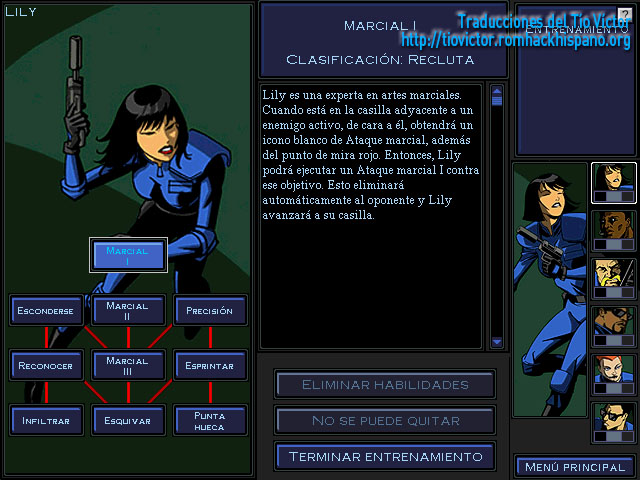 Lily
Marcial I
Clasificación: Recluta
Traducciones del Tio Victor
http://tiovictor.romhackhispano.org
Entrenamiento
?
Lily es una experta en artes marciales.
Cuando está en la casilla adyacente a un
enemigo activo, de cara a él, obtendrá un
icono blanco de Ataque marcial, además
del punto de mira rojo. Entonces, Lily
podrá ejecutar un Ataque marcial I contra
ese objetivo. Esto eliminará
automáticamente al oponente y Lily
avanzará a su casilla.
Marcial
I
Esconderse
Marcial
II
Precisión
Reconocer
Marcial
III
Esprintar
Infiltrar
Esquivar
Punta
hueca
Eliminar habilidades
No se puede quitar
Terminar entrenamiento
Menú principal